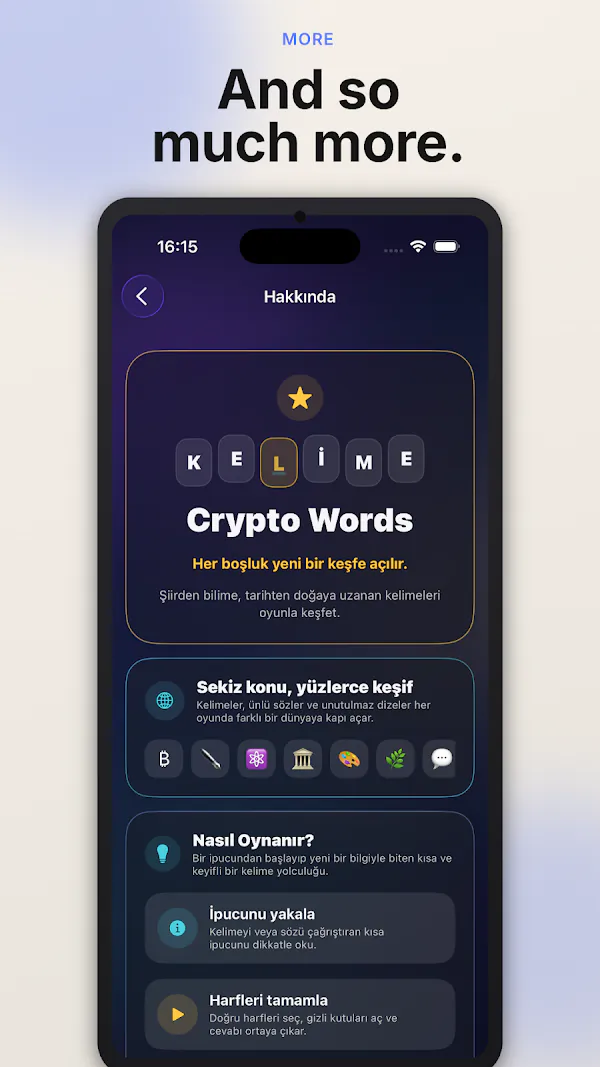 MORE
And so
much more.
16:15
Hakkında
K E L İ M E
Crypto Words
Her boşluk yeni bir keşfe açılır.
Şiirden bilime, tarihten doğaya uzanan kelimeleri
oyunla keşfet.
Sekiz konu, yüzlerce keşif
Kelimeler, ünlü sözler ve unutulmaz dizeler her
oyunda farklı bir dünyaya kapı açar.
Nasıl Oynanır?
Bir ipucundan başlayıp yeni bir bilgiyle biten kısa ve
keyifli bir kelime yolculuğu.
İpucunu yakala
Kelimeyi veya sözü çağrıştıran kısa
ipucunu dikkatle oku.
Harfleri tamamla
Doğru harfleri seç, gizli kutuları aç ve
cevabı ortaya çıkar.